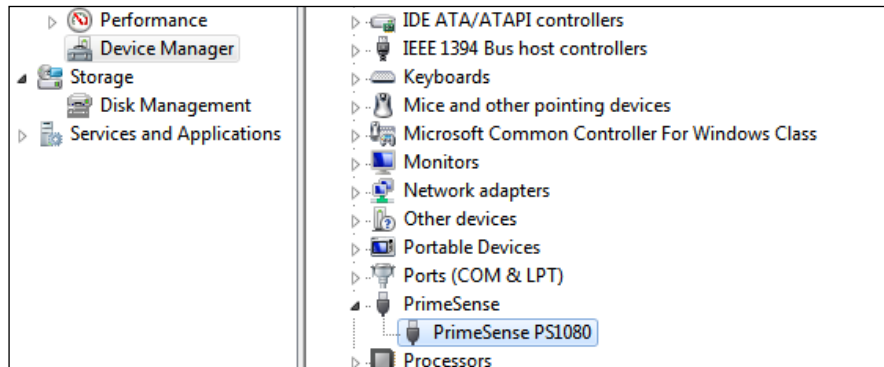 Performance
Device Manager
Storage
Disk Management
Services and Applications
IDE ATA/ATAPI controllers
IEEE 1394 Bus host controllers
Keyboards
Mice and other pointing devices
Microsoft Common Controller For Windows Class
Monitors
Network adapters
Other devices
Portable Devices
Ports (COM & LPT)
PrimeSense
PrimeSense PS1080
Processors